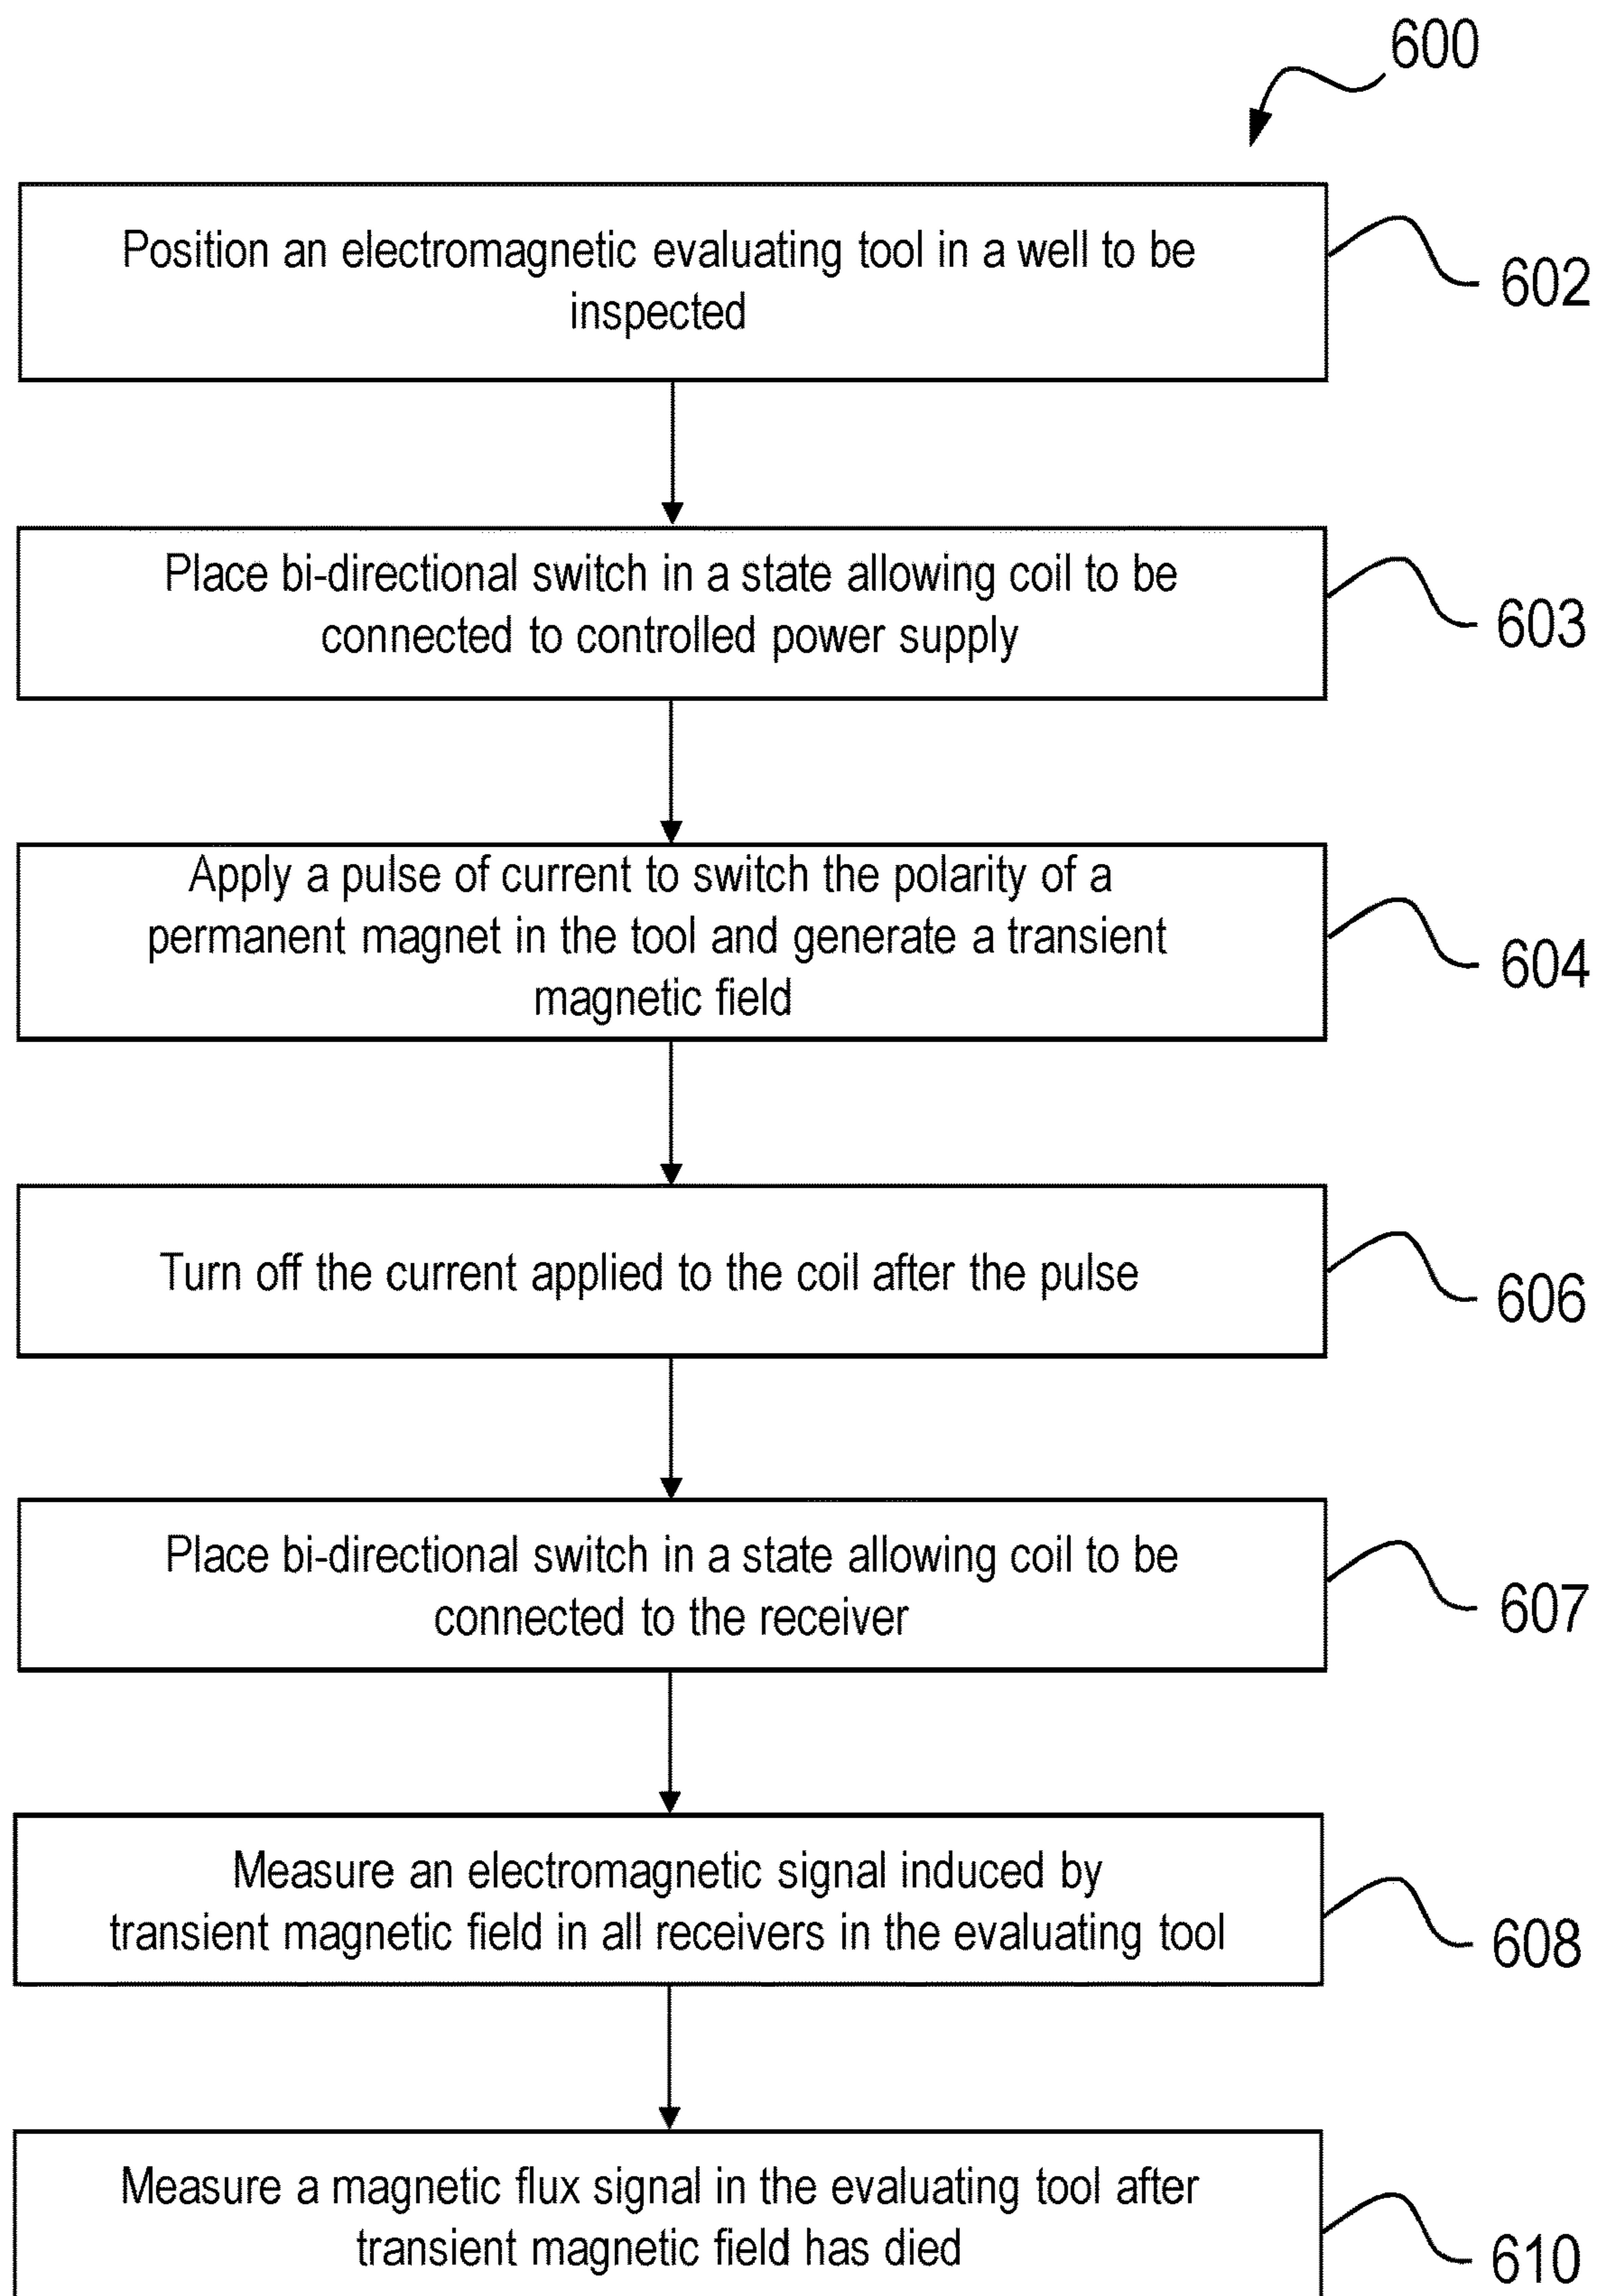 600
Position an electromagnetic evaluating tool in a well to be
inspected
602
Place bi-directional switch in a state allowing coil to be
connected to controlled power supply
603
Apply a pulse of current to switch the polarity of a
permanent magnet in the tool and generate a transient
magnetic field
604
Turn off the current applied to the coil after the pulse
606
Place bi-directional switch in a state allowing coil to be
connected to the receiver
607
Measure an electromagnetic signal induced by
transient magnetic field in all receivers in the evaluating tool
608
Measure a magnetic flux signal in the evaluating tool after
transient magnetic field has died
610